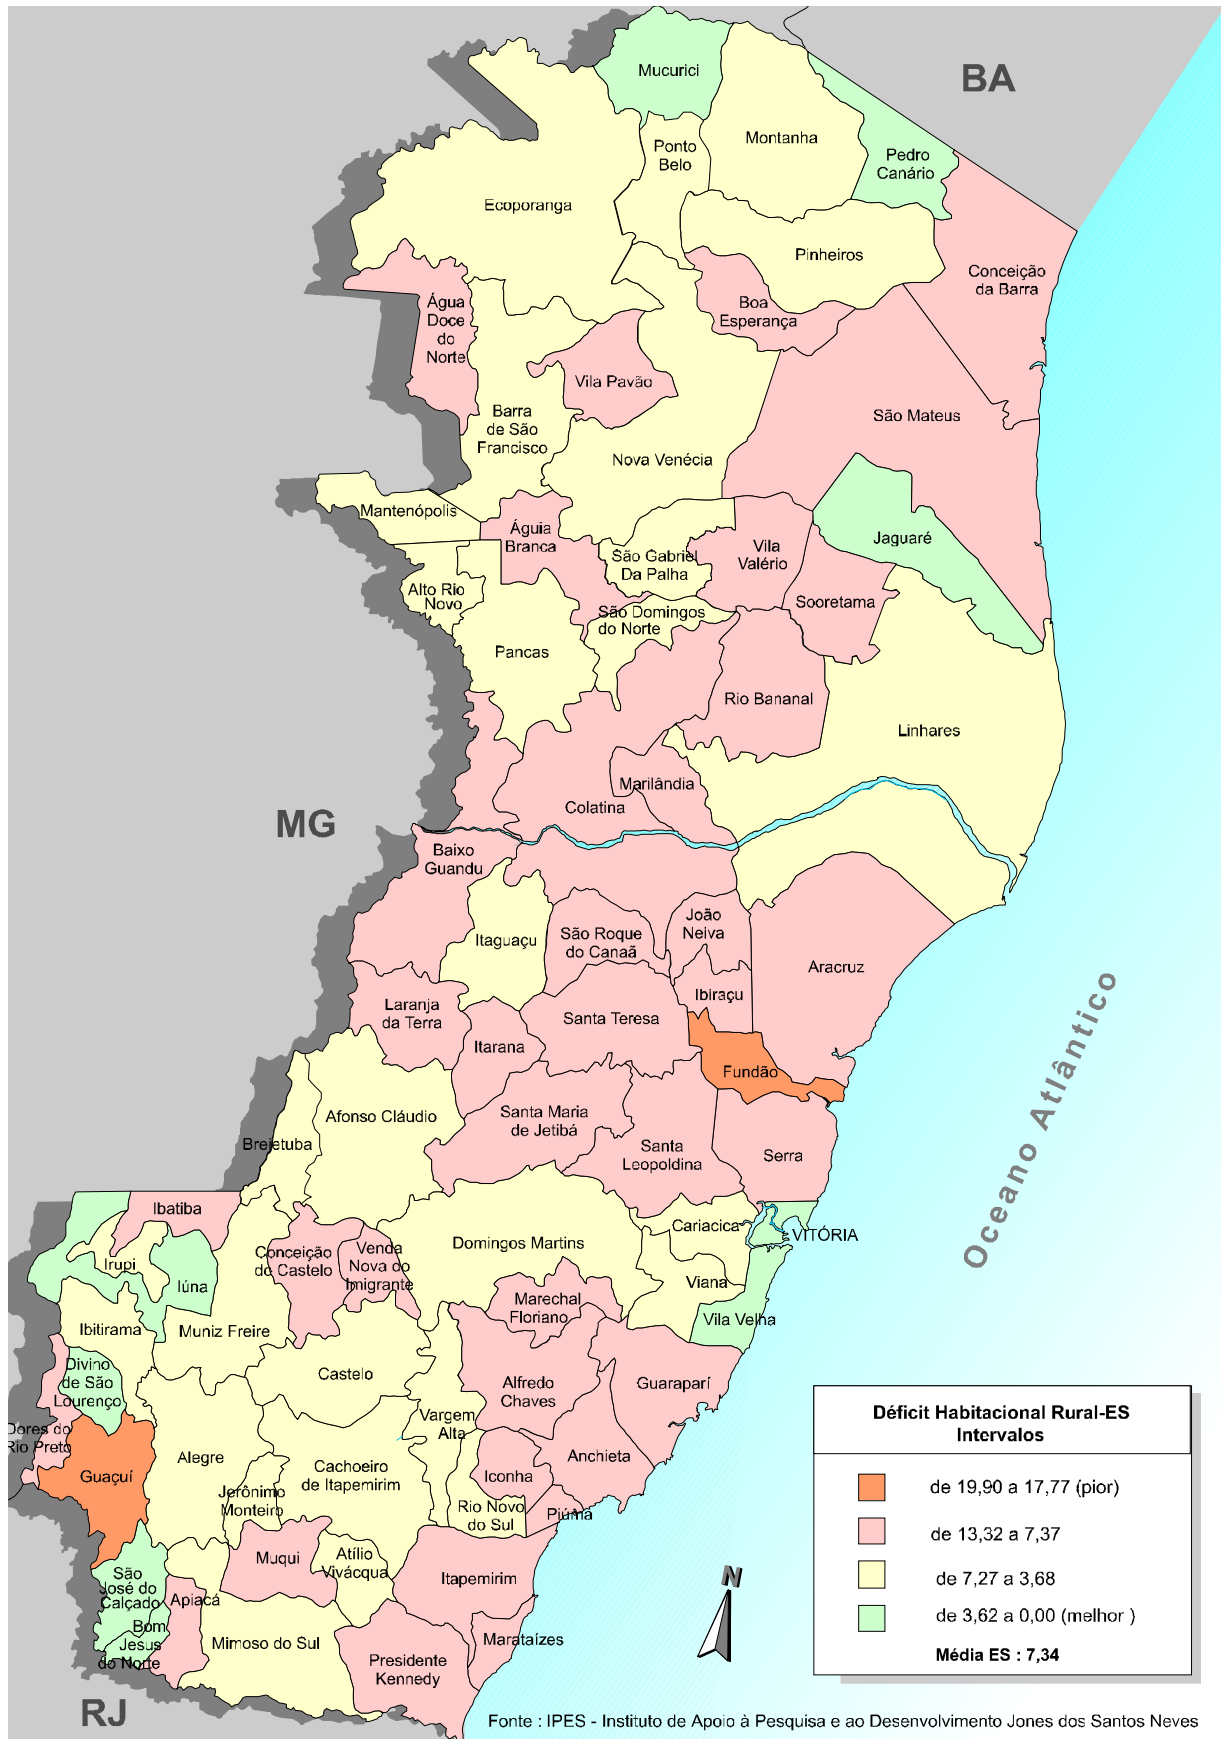 BA
Mucurici
Montanha
Ponto
Belo
Pedro
Canário
Ecoporanga
Pinheiros
Conceição
da Barra
Água
Doce
do
Norte
Boa
Esperança
Vila Pavão
Barra
de São
Francisco
São Mateus
Nova Venécia
Mantenópolis
Águia
Branca
Jaguaré
São Gabriel
Da Palha
Vila
Valério
Alto Rio
Novo
Sooretama
São Domingos
do Norte
Pancas
Rio Bananal
Linhares
Marilândia
Colatina
MG
Baixo
Guandu
João
Neiva
São Roque
do Canaã
Itaguaçu
Aracruz
Ibiraçu
Laranja
da Terra
Santa Teresa
Itarana
Fundão
Oceano Atlântico
Afonso Cláudio
Santa Maria
de Jetibá
Brejetuba
Santa
Leopoldina
Serra
Ibatiba
Cariacica
VITÓRIA
Domingos Martins
Conceição
do Castelo
Venda
Nova do
Imigrante
Irupi
Iúna
Viana
Marechal
Floriano
Vila Velha
Ibitirama
Muniz Freire
Divino
de São
Lourenço
Castelo
Alfredo
Chaves
Guaraparí
Vargem
Alta
Dores do
Rio Preto
Alegre
Anchieta
Guaçuí
Cachoeiro
de Itapemirim
Iconha
Jerônimo
Monteiro
Rio Novo
do Sul
Piúma
Muqui
Atílio
Vivácqua
Itapemirim
São
José do
Calçado
Apiacá
Bom
Jesus
do Norte
Mimoso do Sul
Marataízes
Presidente
Kennedy
RJ
Déficit Habitacional Rural-ES
Intervalos
de 19,90 a 17,77 (pior)
de 13,32 a 7,37
de 7,27 a 3,68
de 3,62 a 0,00 (melhor )
Média ES : 7,34
N
Fonte : IPES - Instituto de Apoio à Pesquisa e ao Desenvolvimento Jones dos Santos Neves